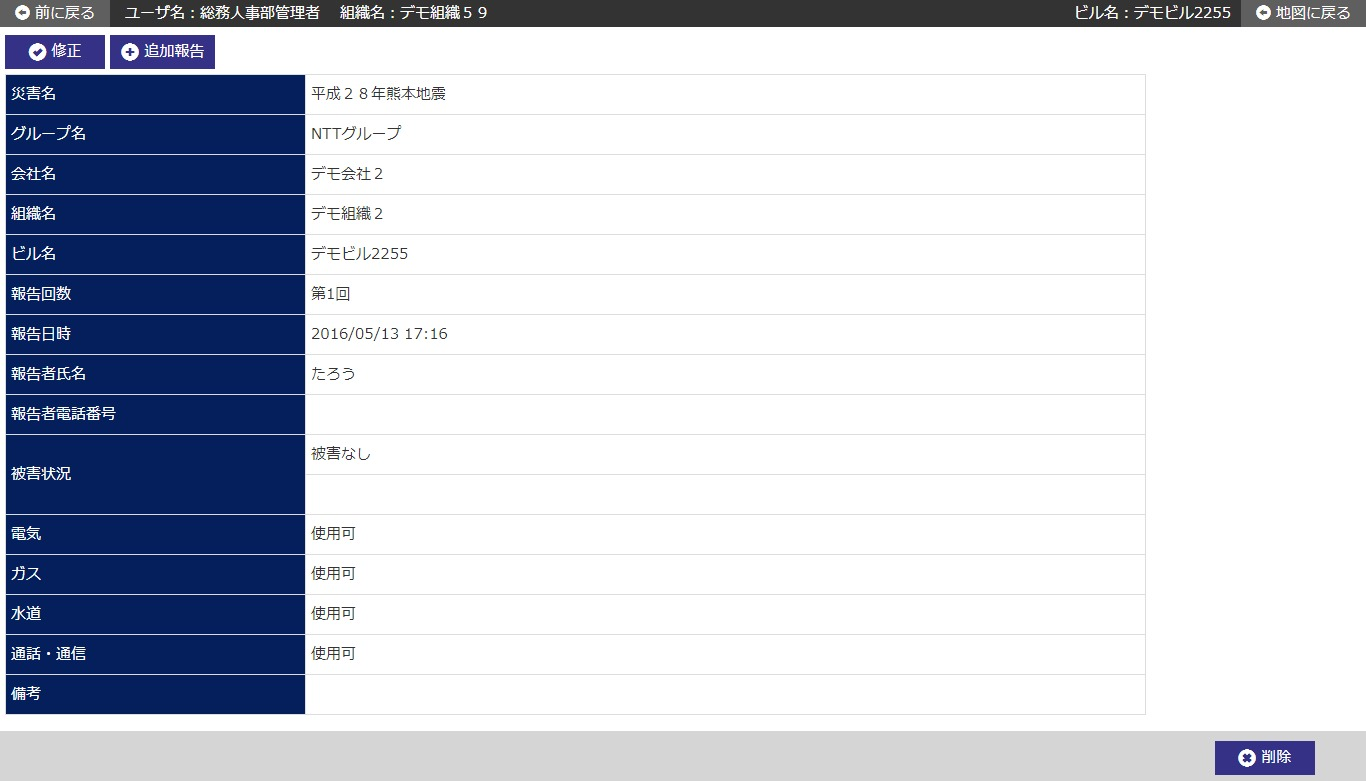 前に戻る ユーザ名：総務人事部管理者 組織名：デモ組織５９ ビル名：デモビル2255 地図に戻る
修正 追加報告
災害名 平成２８年熊本地震
グループ名 NTTグループ
会社名 デモ会社２
組織名 デモ組織２
ビル名 デモビル2255
報告回数 第1回
報告日時 2016/05/13 17:16
報告者氏名 たろう
報告者電話番号
被害状況 被害なし
電気 使用可
ガス 使用可
水道 使用可
通話・通信 使用可
備考
削除